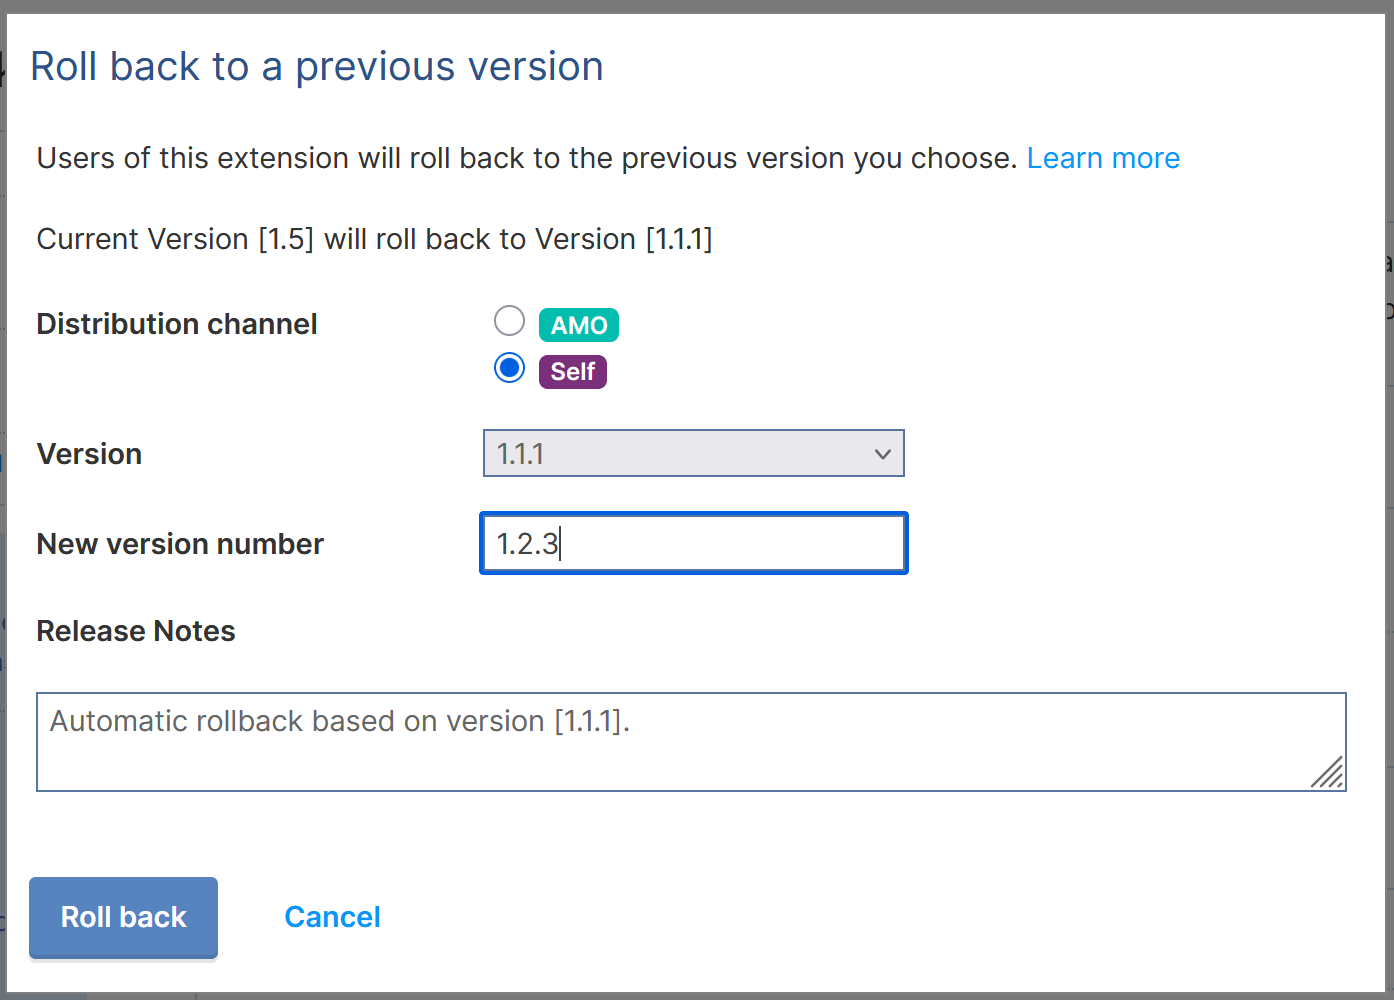 Roll back to a previous version
Users of this extension will roll back to the previous version you choose. Learn more
Current Version [1.5] will roll back to Version [1.1.1]
Distribution channel
AMO
Self
Version
1.1.1
New version number
1.2.3
Release Notes
Automatic rollback based on version [1.1.1].
Roll back
Cancel